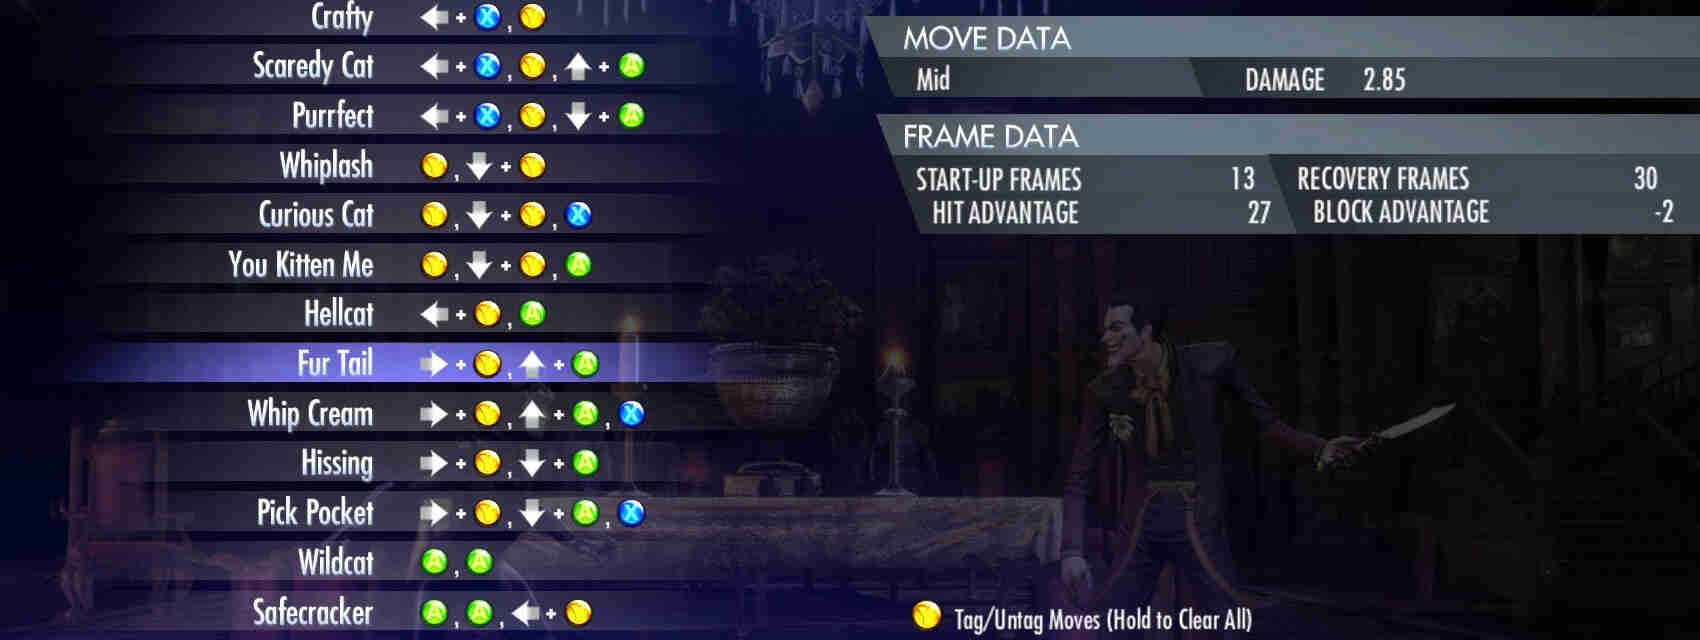 Crafty ← + X , Y
Scaredy Cat ← + X , Y , ↑ + A
Purrfect ← + X , Y , ↓ + A
Whiplash Y , ↓ + Y
Curious Cat Y , ↓ + Y , X
You Kitten Me Y , ↓ + Y , A
Hellcat ← + Y , A
Fur Tail → + Y , ↑ + A
Whip Cream → + Y , ↑ + A , X
Hissing → + Y , ↓ + A
Pick Pocket → + Y , ↓ + A , X
Wildcat A , A
Safecracker A , A , ← + Y
MOVE DATA
Mid DAMAGE 2.85
FRAME DATA
START-UP FRAMES 13 RECOVERY FRAMES 30
HIT ADVANTAGE 27 BLOCK ADVANTAGE -2
Y Tag/Untag Moves (Hold to Clear All)